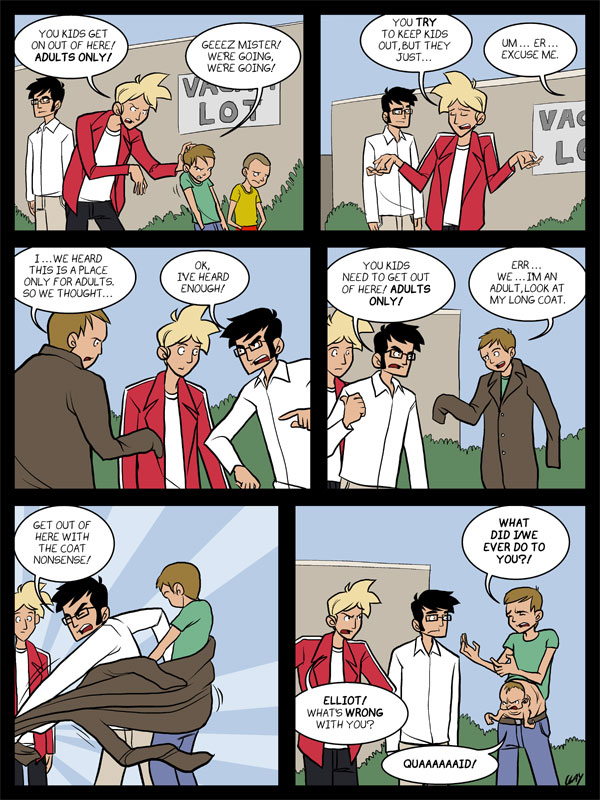 YOU KIDS GET
ON OUT OF HERE!
ADULTS ONLY!
GEEEZ MISTER!
WE'RE GOING,
WE'RE GOING!
VACANT
LOT
YOU TRY
TO KEEP KIDS
OUT, BUT THEY
JUST...
UM... ER...
EXCUSE ME.
VAC
LO
I...WE HEARD
THIS IS A PLACE
ONLY FOR ADULTS.
SO WE THOUGHT...
OK,
I'VE HEARD
ENOUGH!
YOU KIDS
NEED TO GET OUT
OF HERE! ADULTS
ONLY!
ERR...
WE...I'M AN
ADULT, LOOK AT
MY LONG COAT.
GET OUT OF
HERE WITH
THE COAT
NONSENSE!
WHAT
DID I/WE
EVER DO TO
YOU?!
ELLIOT!
WHAT'S WRONG
WITH YOU?
QUAAAAAAID!
CLAY